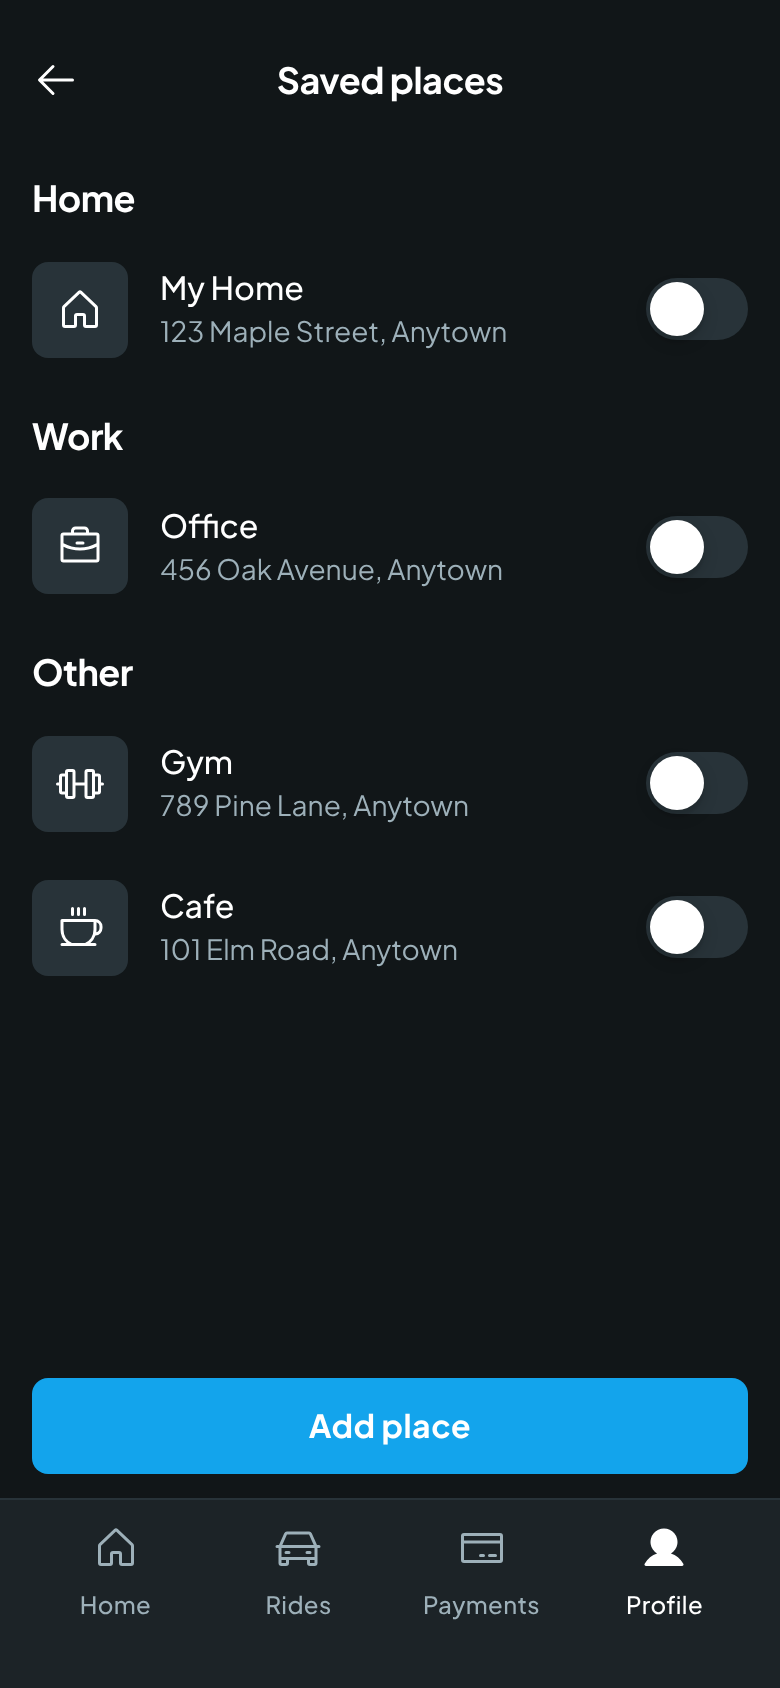 Saved places
Home
My Home
123 Maple Street, Anytown
Work
Office
456 Oak Avenue, Anytown
Other
Gym
789 Pine Lane, Anytown
Cafe
101 Elm Road, Anytown
Add place
Home
Rides
Payments
Profile